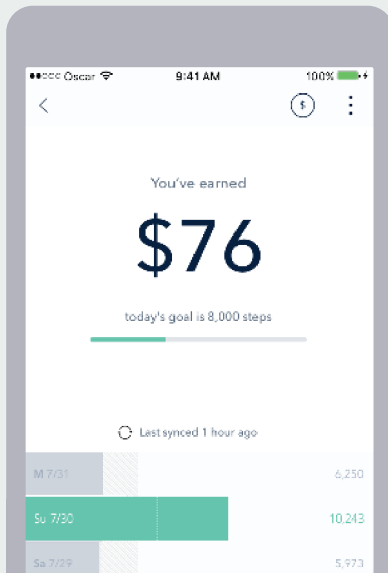 Oscar 9:41 AM 100%
$
You've earned
$76
today's goal is 8,000 steps
Last synced 1 hour ago
M 7/31 6,250
Su 7/30 10,243
Sa 7/29 5,973